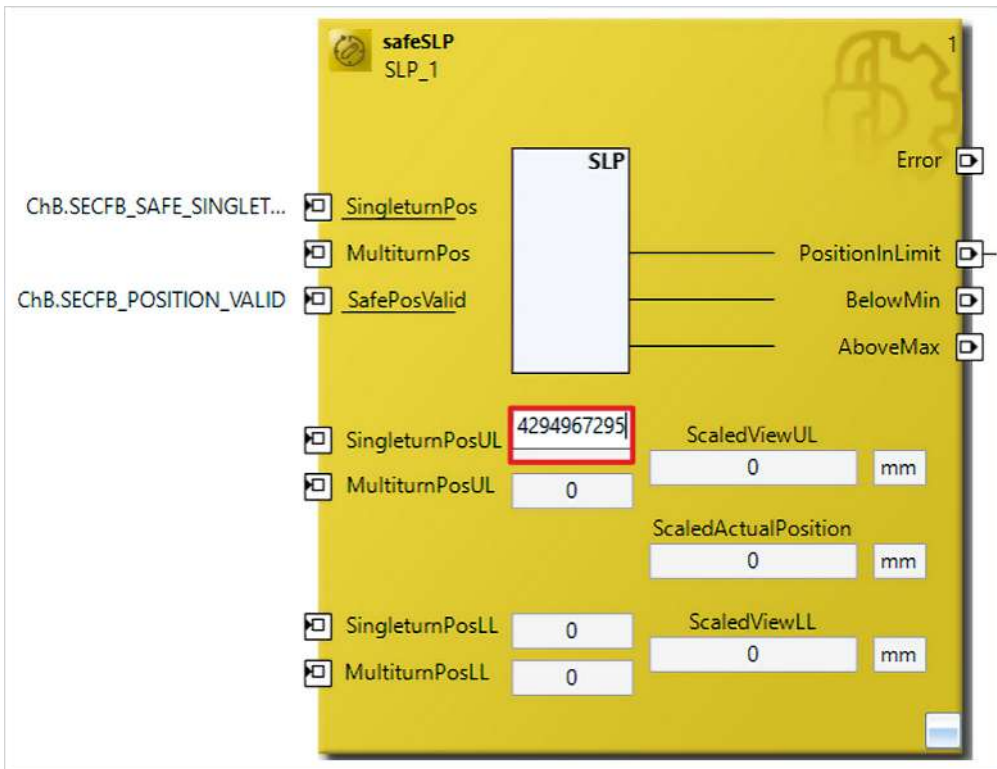 safeSLP
1
SLP_1
SLP
Error
ChB.SECFB_SAFE_SINGLET...
SingleturnPos
MultiturnPos
PositionInLimit
ChB.SECFB_POSITION_VALID
SafePosValid
BelowMin
AboveMax
SingleturnPosUL
4294967295
ScaledViewUL
0
mm
MultiturnPosUL
0
ScaledActualPosition
0
mm
SingleturnPosLL
0
ScaledViewLL
0
mm
MultiturnPosLL
0